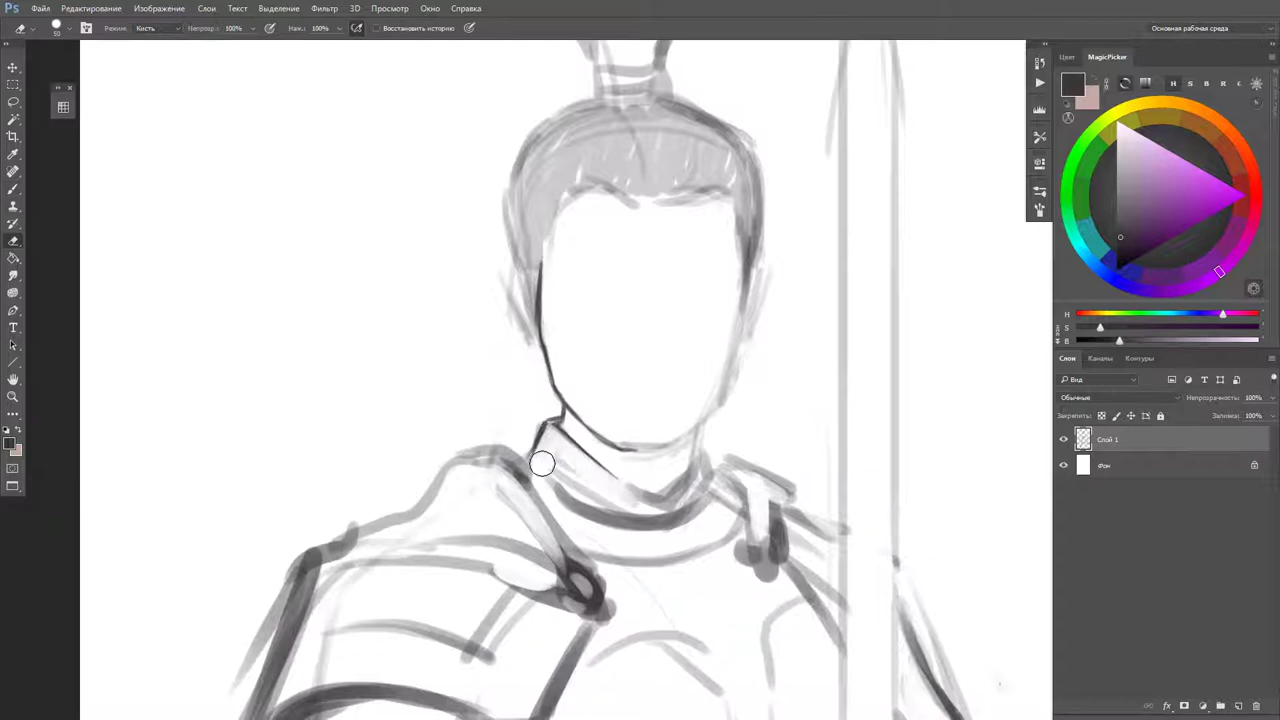 Ps Файл Редактирование Изображение Слои Текст Выделение Фильтр 3D Просмотр Окно Справка
50 Режим: Кисть Непрозр.: 100% Наж.: 100% Восстановить историю Основная рабочая среда
Цвет MagicPicker
H S B R C
H
S
B
Слои Каналы Контуры
Вид
Обычные Непрозрачность: 100%
Закрепить: Заливка: 100%
Слой 1
Фон